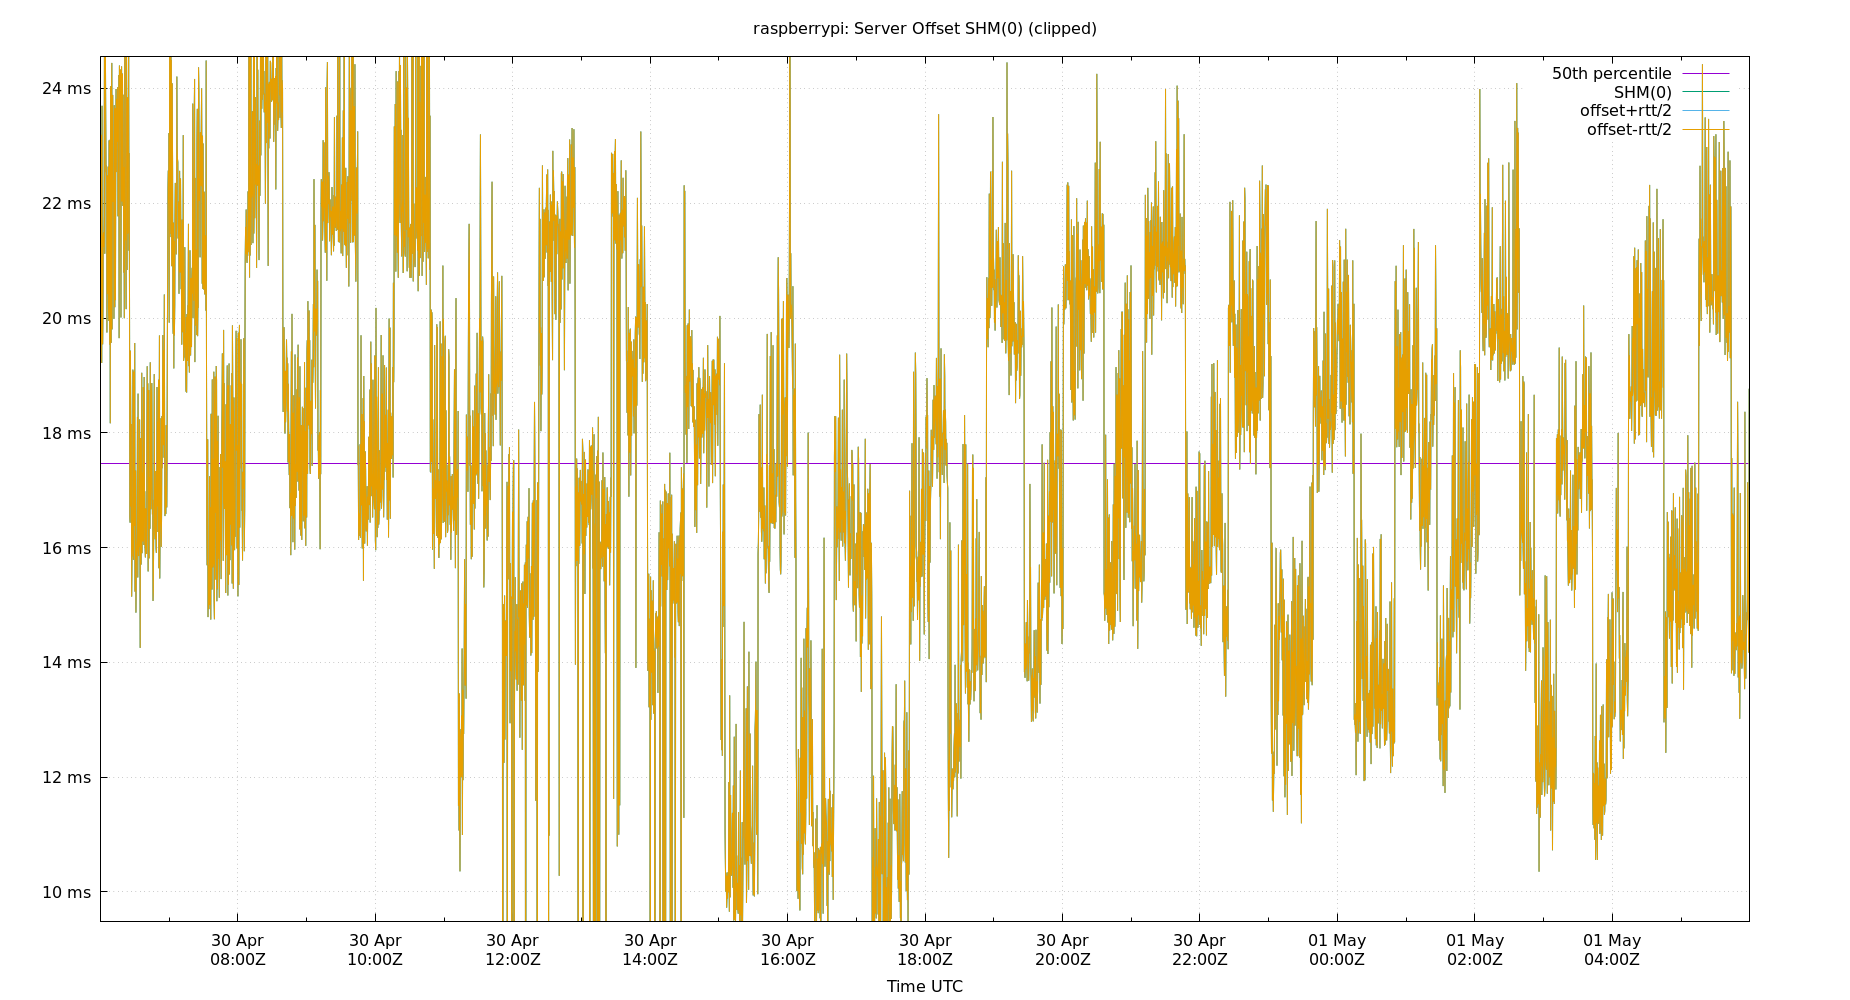 raspberrypi: Server Offset SHM(0) (clipped)
50th percentile
SHM(0)
offset+rtt/2
offset-rtt/2
24 ms
22 ms
20 ms
18 ms
16 ms
14 ms
12 ms
10 ms
30 Apr 30 Apr 30 Apr 30 Apr 30 Apr 30 Apr 30 Apr 30 Apr 01 May 01 May 01 May
08:00Z 10:00Z 12:00Z 14:00Z 16:00Z 18:00Z 20:00Z 22:00Z 00:00Z 02:00Z 04:00Z
Time UTC